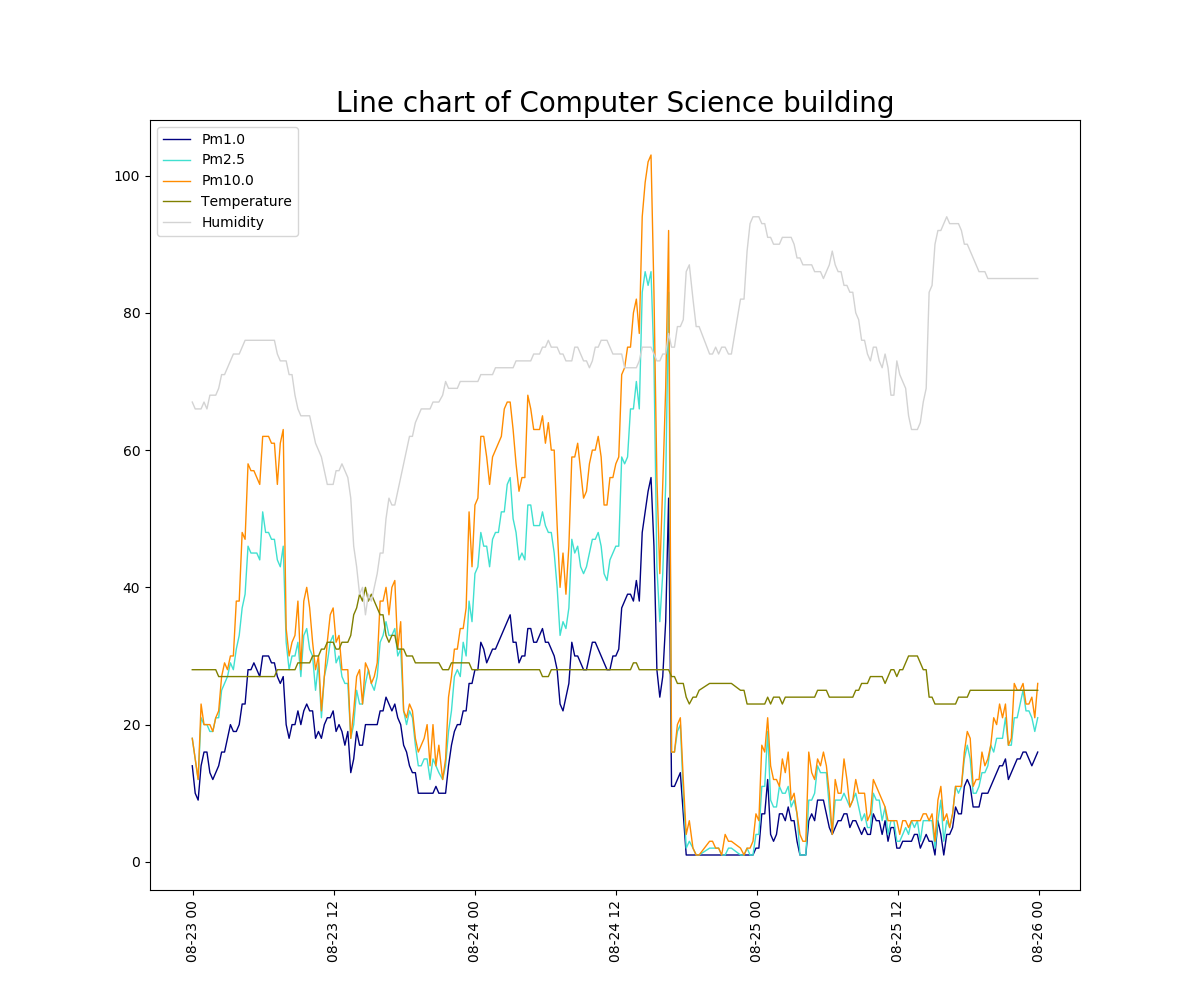 Line chart of Computer Science building
Pm1.0
Pm2.5
Pm10.0
Temperature
Humidity
100
80
60
40
20
0
08-23 00
08-23 12
08-24 00
08-24 12
08-25 00
08-25 12
08-26 00